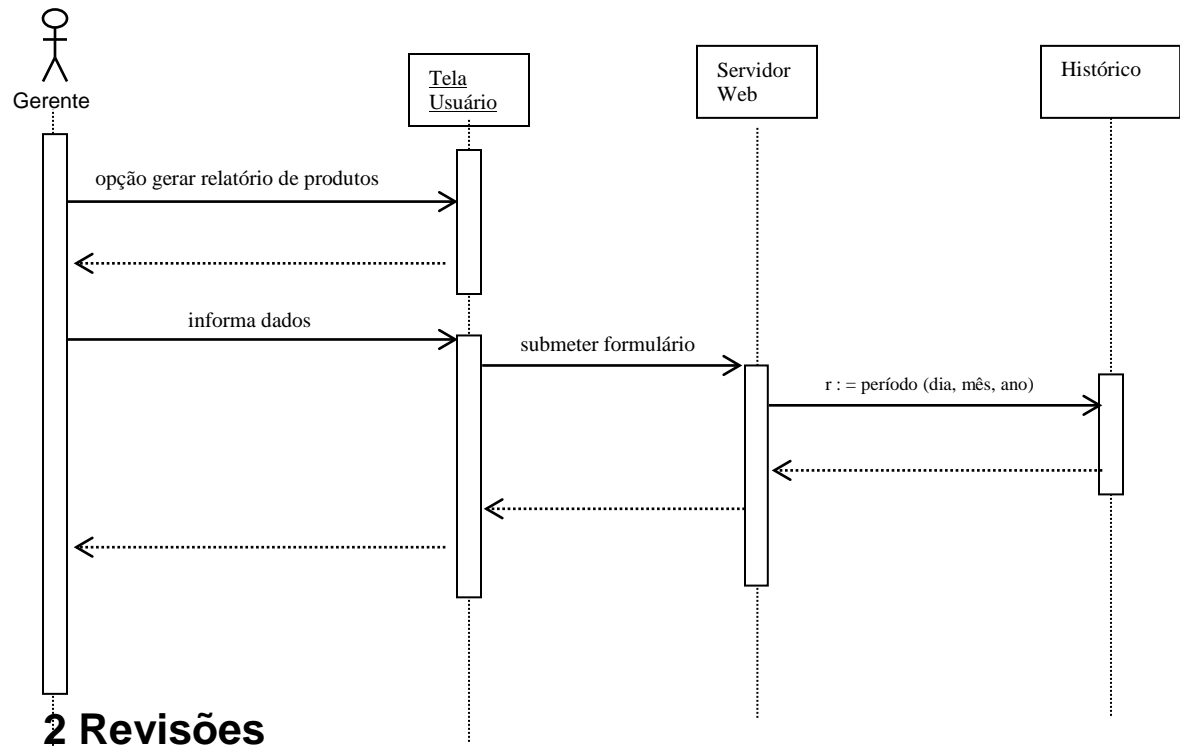 Gerente
Tela
Usuário
Servidor
Web
Histórico
opção gerar relatório de produtos
informa dados
submeter formulário
r : = período (dia, mês, ano)
2 Revisões